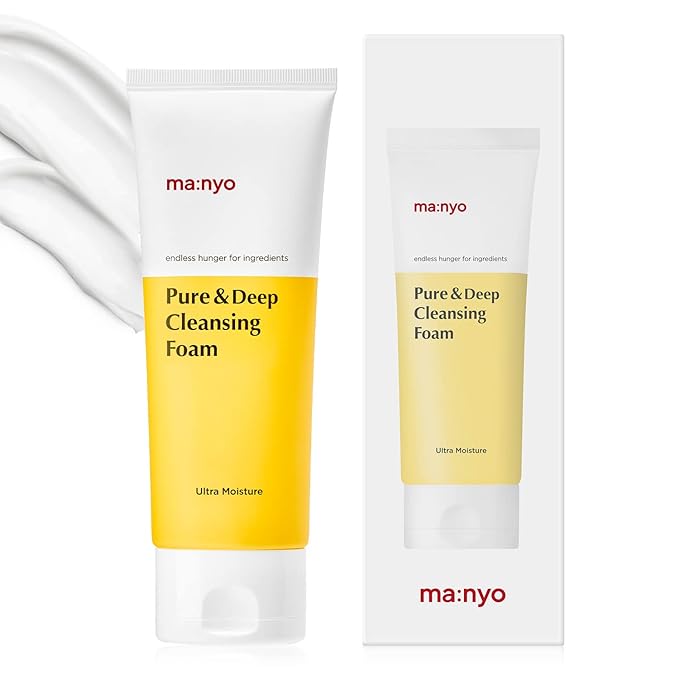 ma:nyo
endless hunger for ingredients
Pure & Deep
Cleansing
Foam
Ultra Moisture
ma:nyo
endless hunger for ingredients
Pure & Deep
Cleansing
Foam
Ultra Moisture
ma:nyo